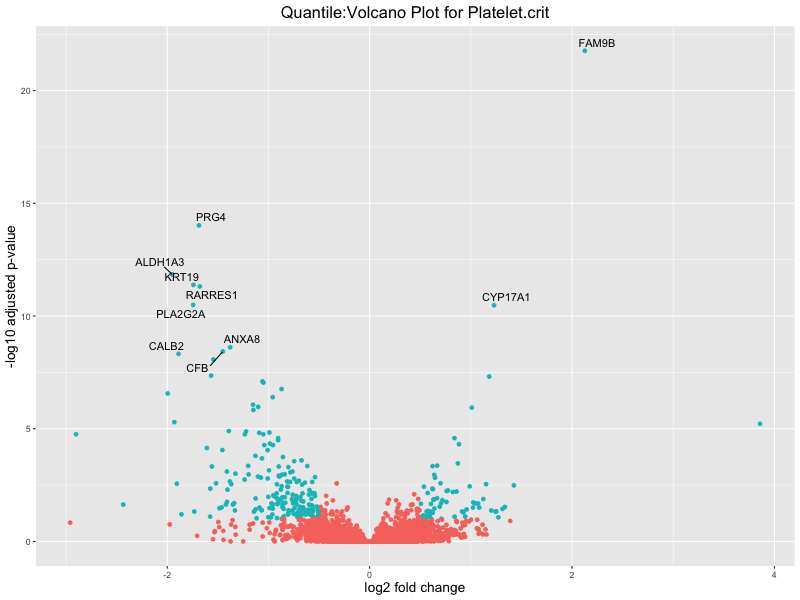 Quantile:Volcano Plot for Platelet.crit
FAM9B
PRG4
ALDH1A3
KRT19
RARRES1
PLA2G2A
CYP17A1
CALB2
ANXA8
CFB
-log10 adjusted p-value
20
15
10
5
0
-2
0
2
4
log2 fold change